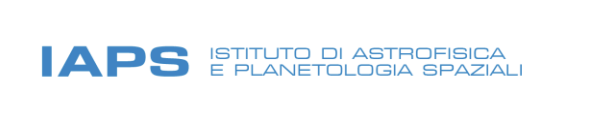 IAPS
ISTITUTO DI ASTROFISICA
E PLANETOLOGIA SPAZIALI